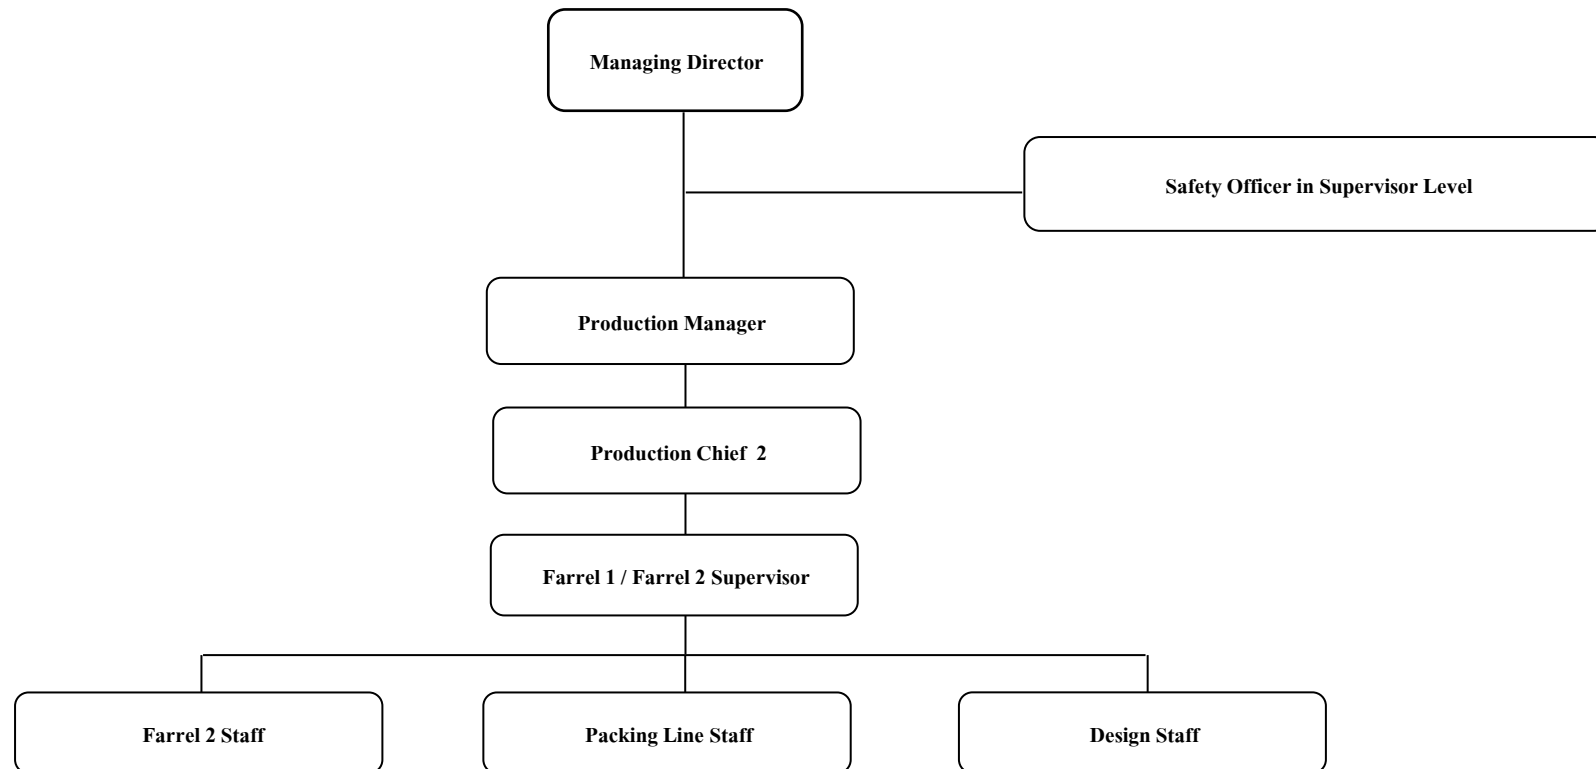 Managing Director
Safety Officer in Supervisor Level
Production Manager
Production Chief  2
Farrel 1 / Farrel 2 Supervisor
Farrel 2 Staff
Packing Line Staff
Design Staff